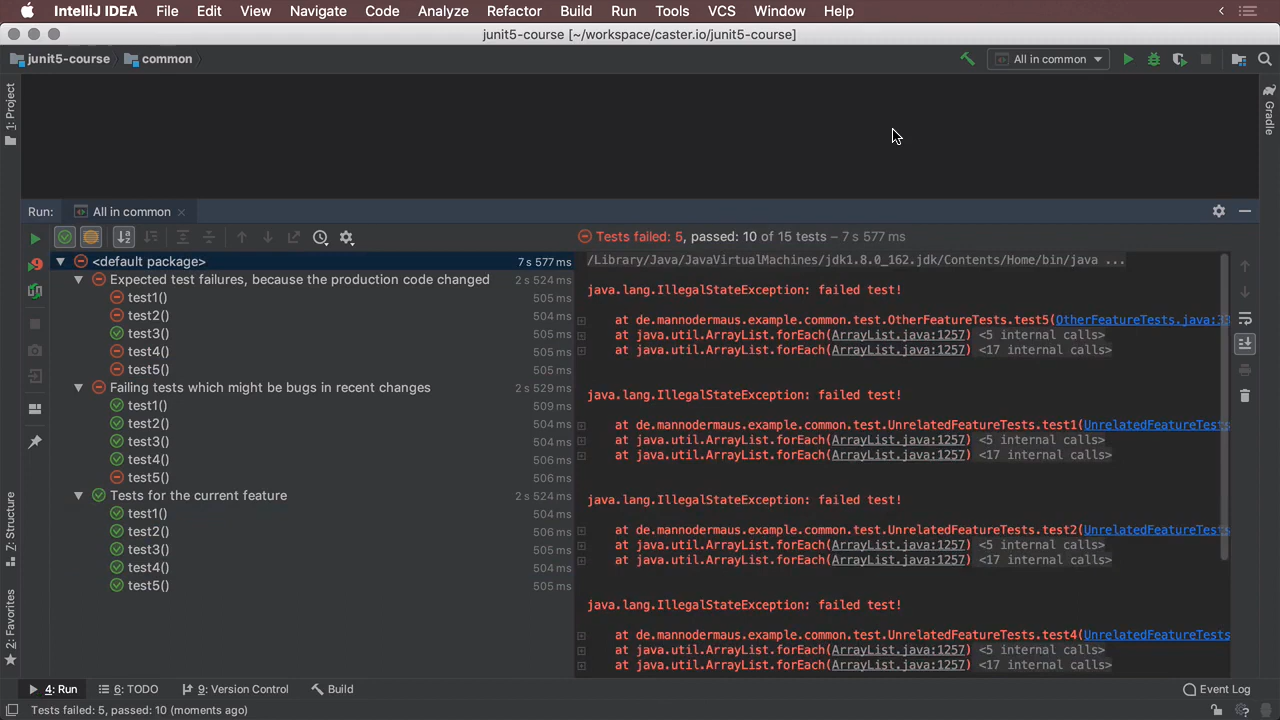 IntelliJ IDEA File Edit View Navigate Code Analyze Refactor Build Run Tools VCS Window Help
junit5-course [~/workspace/caster.io/junit5-course]
junit5-course common All in common
1: Project
Gradle
Run: All in common
Tests failed: 5, passed: 10 of 15 tests – 7 s 577 ms
<default package> 7 s 577 ms
Expected test failures, because the production code changed 2 s 524 ms
test1() 505 ms
test2() 504 ms
test3() 505 ms
test4() 505 ms
test5() 505 ms
Failing tests which might be bugs in recent changes 2 s 529 ms
test1() 509 ms
test2() 504 ms
test3() 504 ms
test4() 506 ms
test5() 506 ms
Tests for the current feature 2 s 524 ms
test1() 504 ms
test2() 506 ms
test3() 505 ms
test4() 504 ms
test5() 505 ms
/Library/Java/JavaVirtualMachines/jdk1.8.0_162.jdk/Contents/Home/bin/java ...
java.lang.IllegalStateException: failed test!
at de.mannodermaus.example.common.test.OtherFeatureTests.test5(OtherFeatureTests.java:33
at java.util.ArrayList.forEach(ArrayList.java:1257) <5 internal calls>
at java.util.ArrayList.forEach(ArrayList.java:1257) <17 internal calls>
java.lang.IllegalStateException: failed test!
at de.mannodermaus.example.common.test.UnrelatedFeatureTests.test1(UnrelatedFeatureTests
at java.util.ArrayList.forEach(ArrayList.java:1257) <5 internal calls>
at java.util.ArrayList.forEach(ArrayList.java:1257) <17 internal calls>
java.lang.IllegalStateException: failed test!
at de.mannodermaus.example.common.test.UnrelatedFeatureTests.test2(UnrelatedFeatureTests
at java.util.ArrayList.forEach(ArrayList.java:1257) <5 internal calls>
at java.util.ArrayList.forEach(ArrayList.java:1257) <17 internal calls>
java.lang.IllegalStateException: failed test!
at de.mannodermaus.example.common.test.UnrelatedFeatureTests.test4(UnrelatedFeatureTests
at java.util.ArrayList.forEach(ArrayList.java:1257) <5 internal calls>
at java.util.ArrayList.forEach(ArrayList.java:1257) <17 internal calls>
7: Structure
2: Favorites
4: Run 6: TODO 9: Version Control Build Event Log
Tests failed: 5, passed: 10 (moments ago)